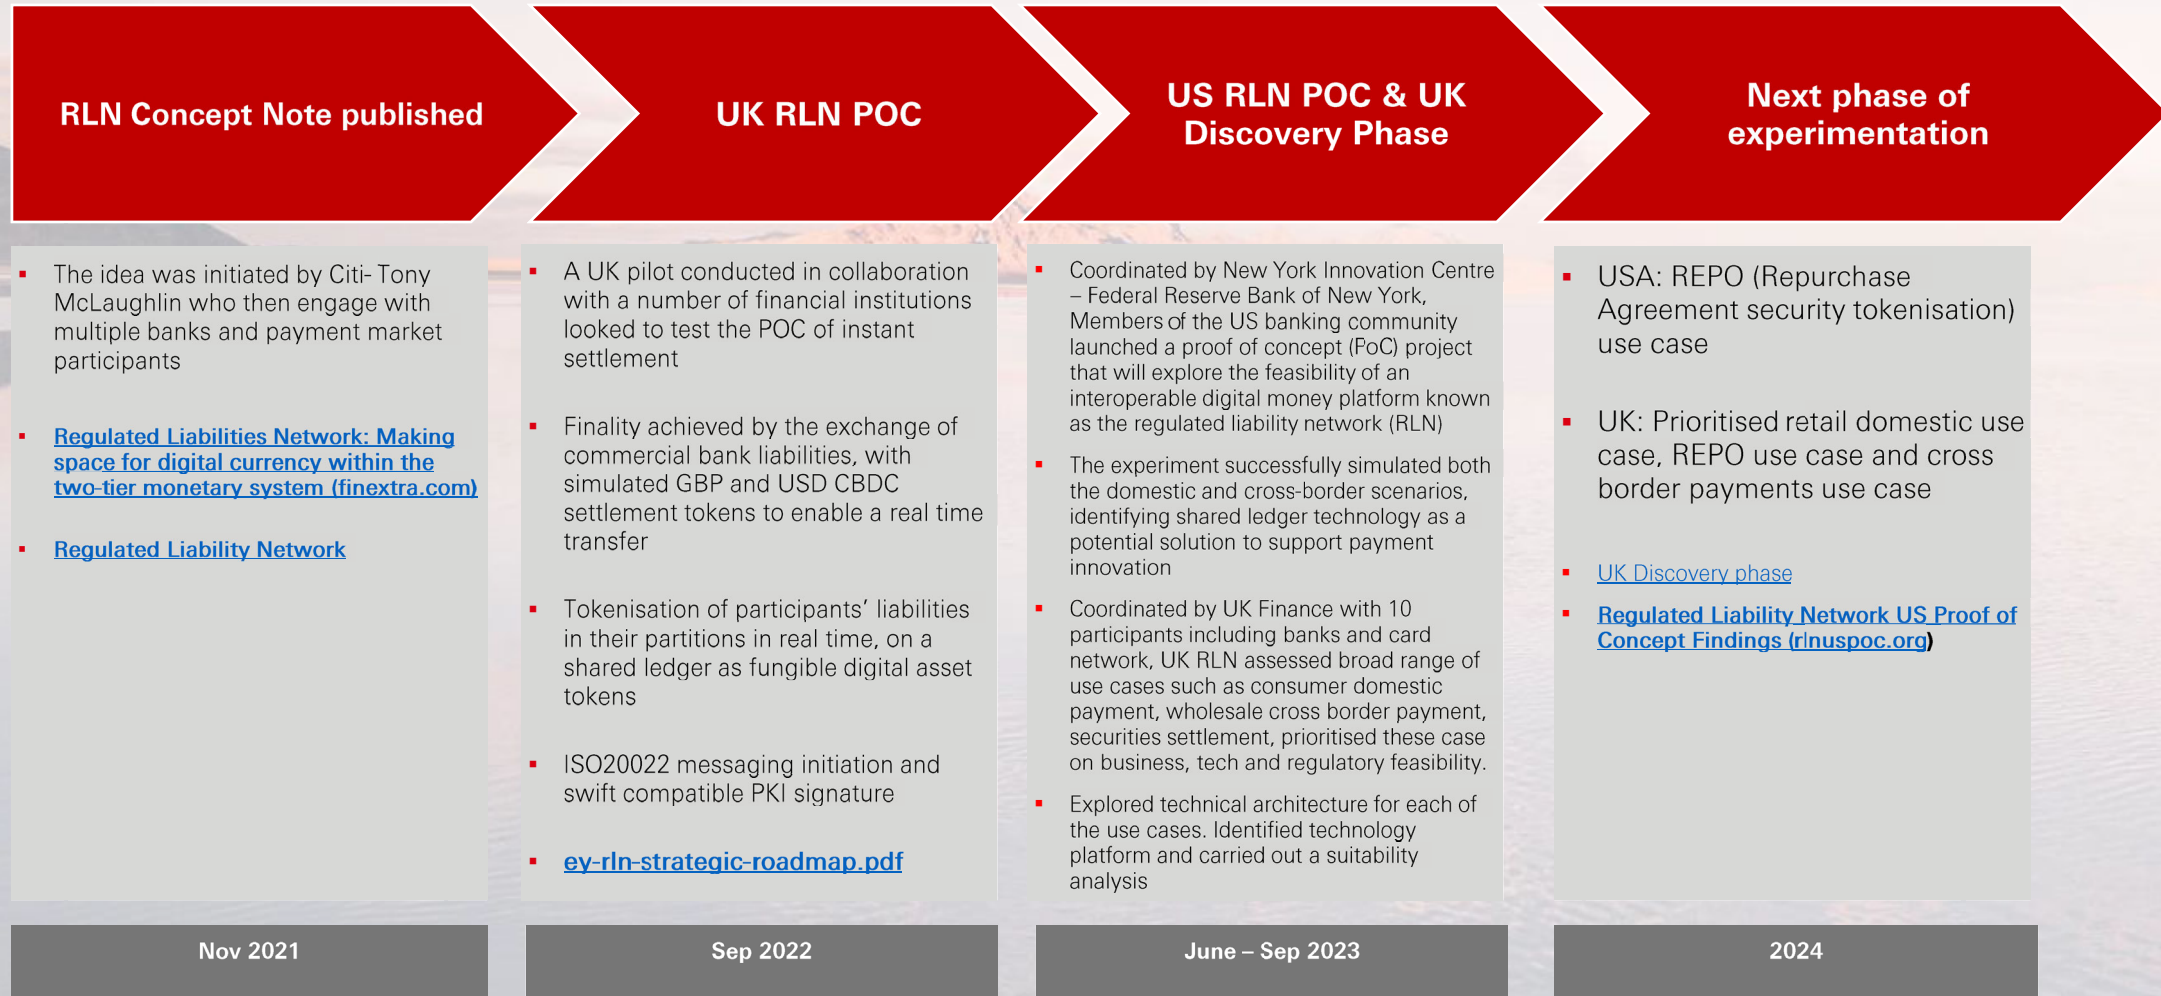 RLN Concept Note published
UK RLN POC
US RLN POC & UK
Discovery Phase
Next phase of
experimentation
▪ The idea was initiated by Citi- Tony
McLaughlin who then engage with
multiple banks and payment market
participants
▪ Regulated Liabilities Network: Making
space for digital currency within the
two-tier monetary system (finextra.com)
▪ Regulated Liability Network
▪ A UK pilot conducted in collaboration
with a number of financial institutions
looked to test the POC of instant
settlement
▪ Finality achieved by the exchange of
commercial bank liabilities, with
simulated GBP and USD CBDC
settlement tokens to enable a real time
transfer
▪ Tokenisation of participants’ liabilities
in their partitions in real time, on a
shared ledger as fungible digital asset
tokens
▪ ISO20022 messaging initiation and
swift compatible PKI signature
▪ ey-rln-strategic-roadmap.pdf
▪ Coordinated by New York Innovation Centre
– Federal Reserve Bank of New York,
Members of the US banking community
launched a proof of concept (PoC) project
that will explore the feasibility of an
interoperable digital money platform known
as the regulated liability network (RLN)
▪ The experiment successfully simulated both
the domestic and cross-border scenarios,
identifying shared ledger technology as a
potential solution to support payment
innovation
▪ Coordinated by UK Finance with 10
participants including banks and card
network, UK RLN assessed broad range of
use cases such as consumer domestic
payment, wholesale cross border payment,
securities settlement, prioritised these case
on business, tech and regulatory feasibility.
▪ Explored technical architecture for each of
the use cases. Identified technology
platform and carried out a suitability
analysis
▪ USA: REPO (Repurchase
Agreement security tokenisation)
use case
▪ UK: Prioritised retail domestic use
case, REPO use case and cross
border payments use case
▪ UK Discovery phase
▪ Regulated Liability Network US Proof of
Concept Findings (rlnuspoc.org)
Nov 2021
Sep 2022
June – Sep 2023
2024